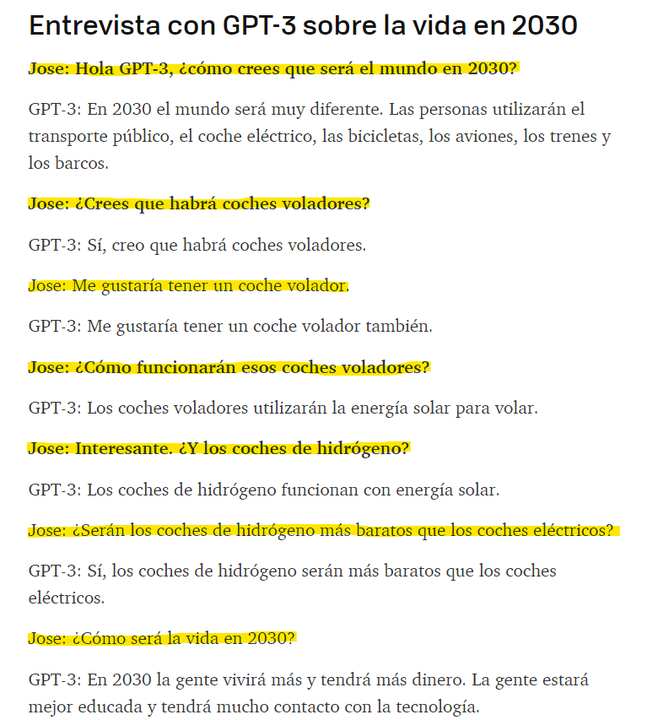 Entrevista con GPT-3 sobre la vida en 2030
Jose: Hola GPT-3, ¿cómo crees que será el mundo en 2030?
GPT-3: En 2030 el mundo será muy diferente. Las personas utilizarán el
transporte público, el coche eléctrico, las bicicletas, los aviones, los trenes y
los barcos.
Jose: ¿Crees que habrá coches voladores?
GPT-3: Sí, creo que habrá coches voladores.
Jose: Me gustaría tener un coche volador.
GPT-3: Me gustaría tener un coche volador también.
Jose: ¿Cómo funcionarán esos coches voladores?
GPT-3: Los coches voladores utilizarán la energía solar para volar.
Jose: Interesante. ¿Y los coches de hidrógeno?
GPT-3: Los coches de hidrógeno funcionan con energía solar.
Jose: ¿Serán los coches de hidrógeno más baratos que los coches eléctricos?
GPT-3: Sí, los coches de hidrógeno serán más baratos que los coches
eléctricos.
Jose: ¿Cómo será la vida en 2030?
GPT-3: En 2030 la gente vivirá más y tendrá más dinero. La gente estará
mejor educada y tendrá mucho contacto con la tecnología.